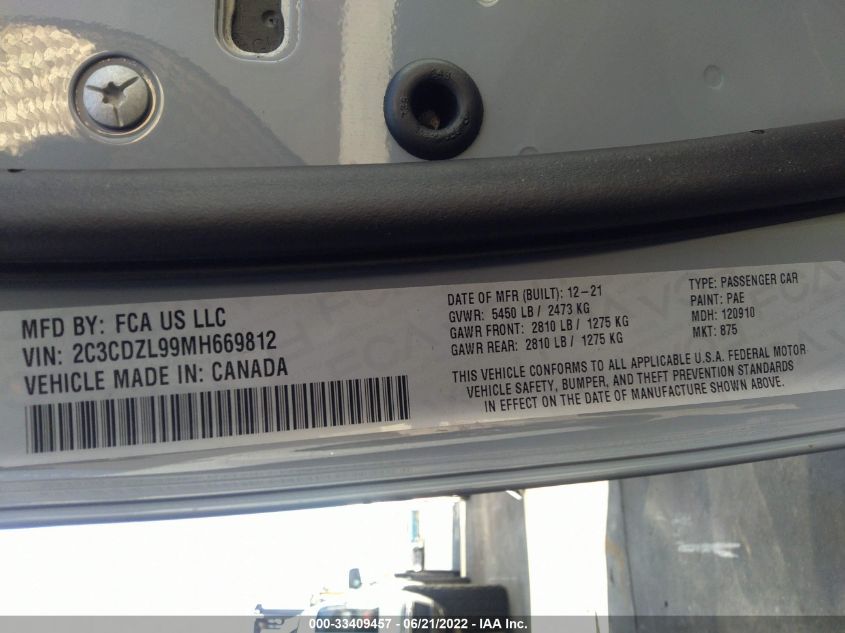 MFD BY: FCA US LLC
VIN: 2C3CDZL99MH669812
VEHICLE MADE IN: CANADA
DATE OF MFR (BUILT): 12-21
GVWR: 5450 LB / 2473 KG
GAWR FRONT: 2810 LB / 1275 KG
GAWR REAR: 2810 LB / 1275 KG
TYPE: PASSENGER CAR
PAINT: PAE
MDH: 120910
MKT: 875
THIS VEHICLE CONFORMS TO ALL APPLICABLE U.S.A. FEDERAL MOTOR
VEHICLE SAFETY, BUMPER, AND THEFT PREVENTION STANDARDS
IN EFFECT ON THE DATE OF MANUFACTURE SHOWN ABOVE.
000-33409457 - 06/21/2022 - IAA Inc.